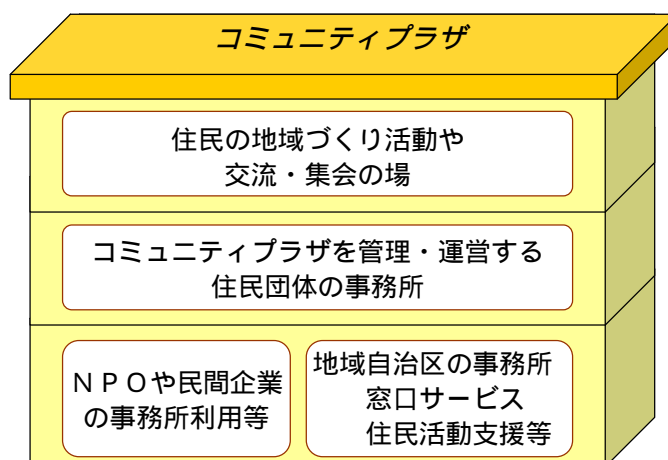 コミュニティプラザ
住民の地域づくり活動や
交流・集会の場
コミュニティプラザを管理・運営する
住民団体の事務所
ＮＰＯや民間企業
の事務所利用等
地域自治区の事務所
窓口サービス
住民活動支援等